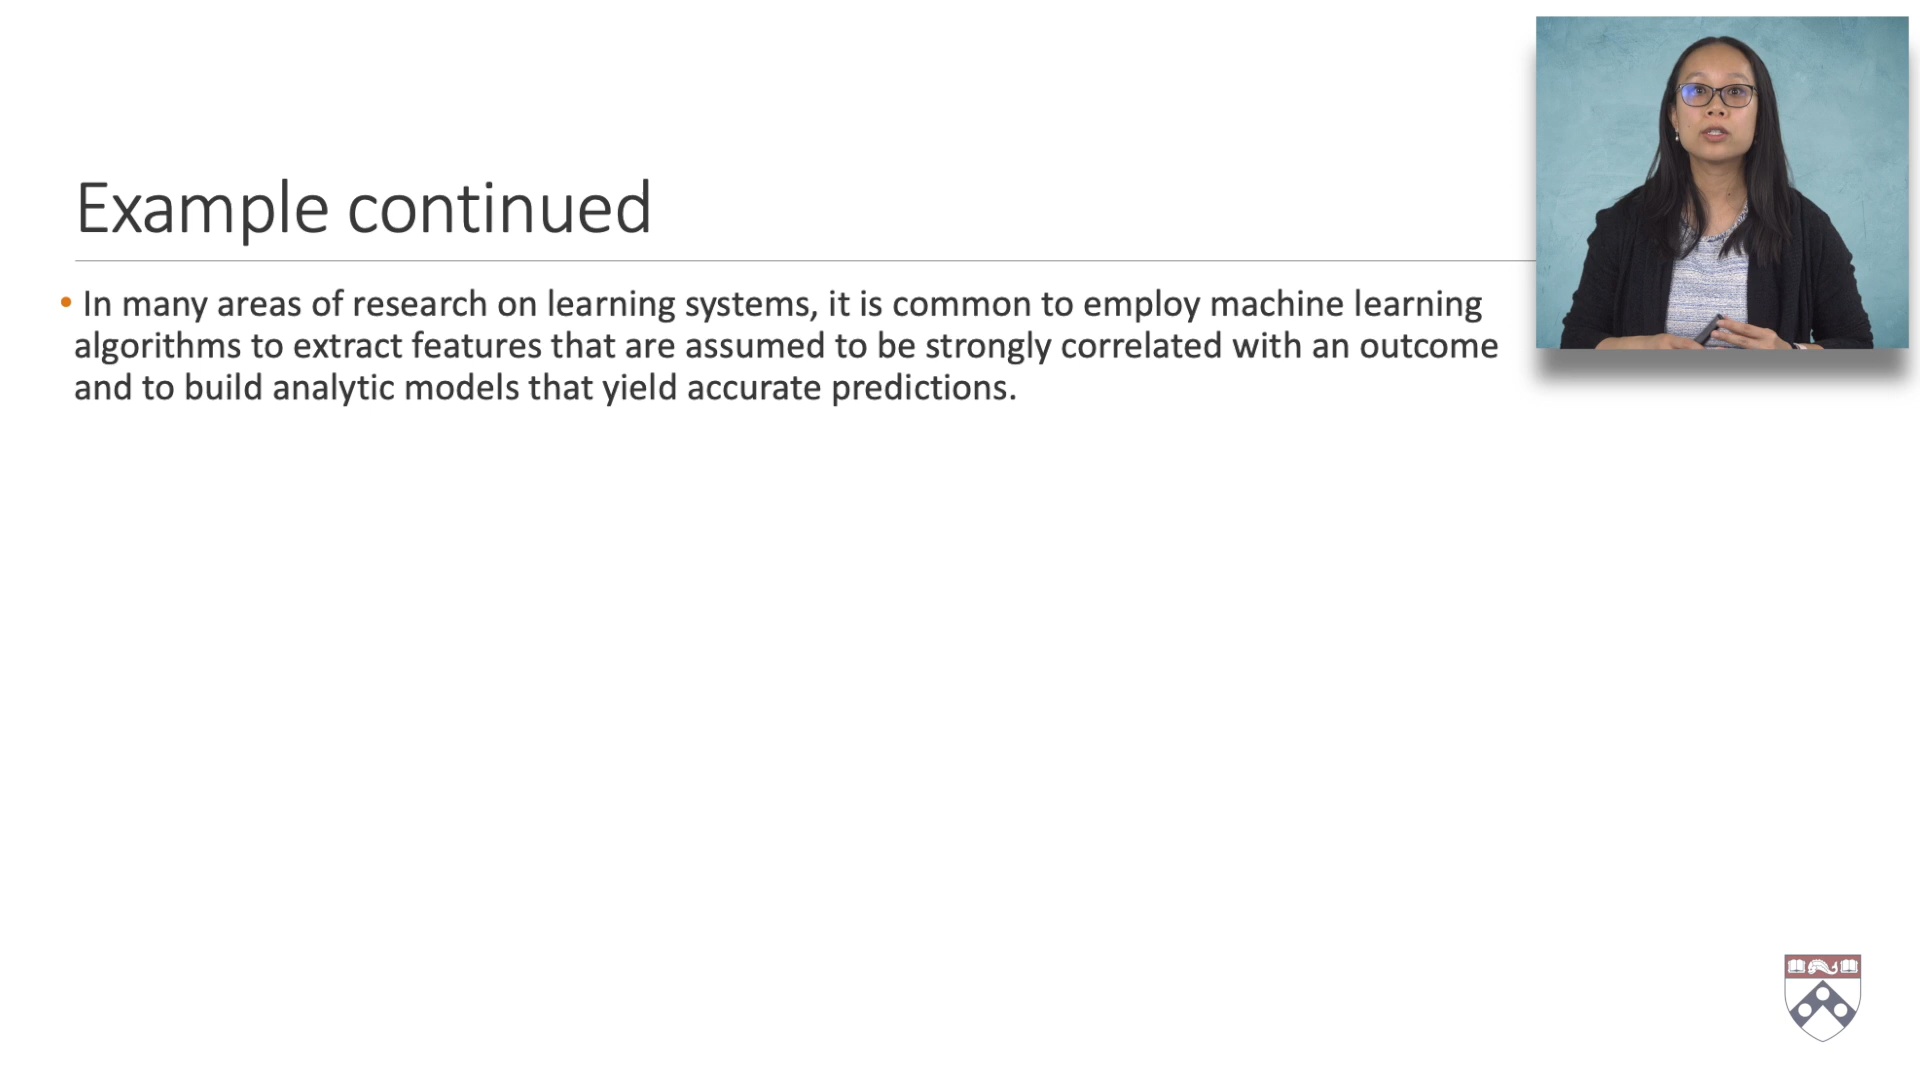 Example continued
• In many areas of research on learning systems, it is common to employ machine learning
algorithms to extract features that are assumed to be strongly correlated with an outcome
and to build analytic models that yield accurate predictions.